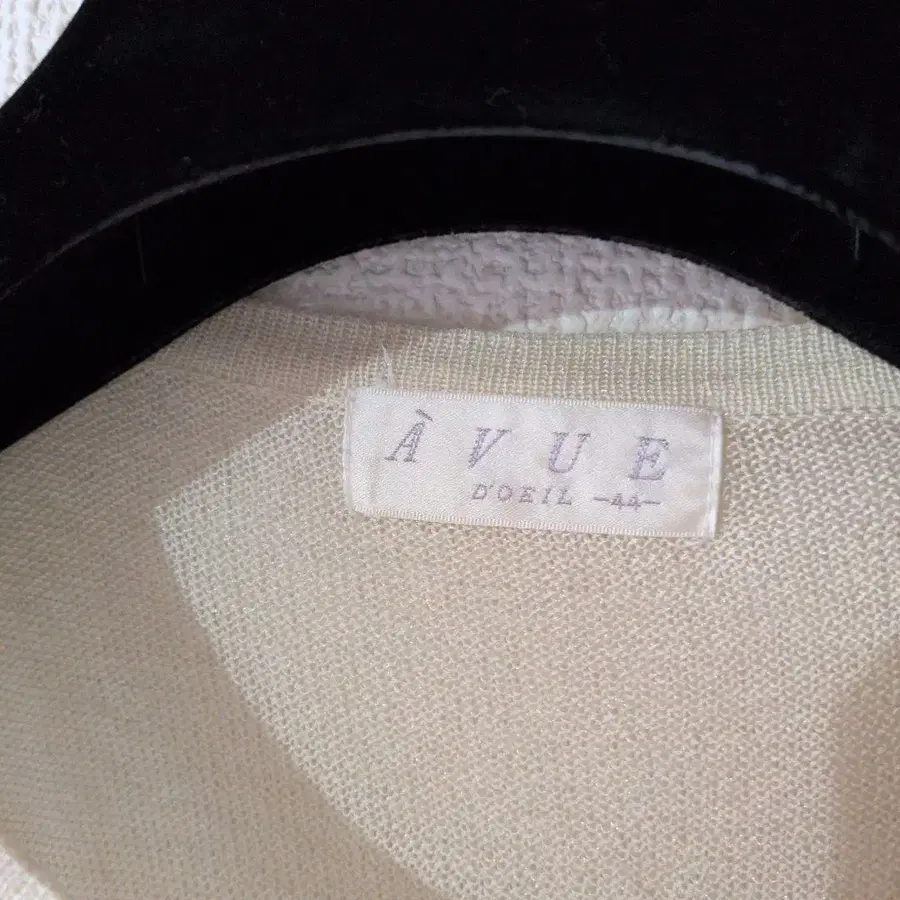 À VUE
D'OEIL -44-